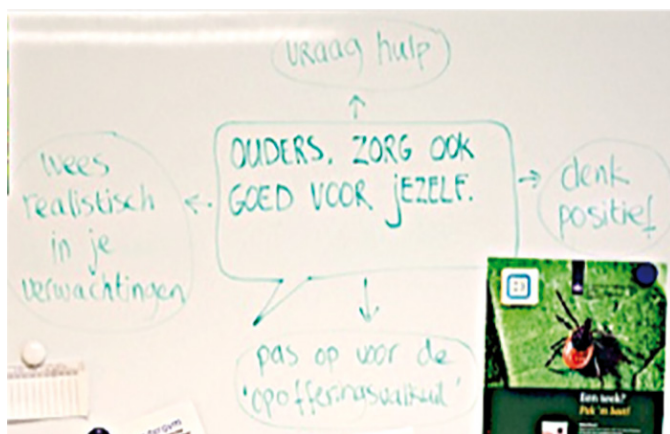 vraag hulp
OUDERS. ZORG OOK
GOED VOOR jEZELF.
wees
realistisch
in je
verwachtingen
denk
positief
pas op voor de
'opofferingsvalkuil'
Een teek?
Pak 'm beet!